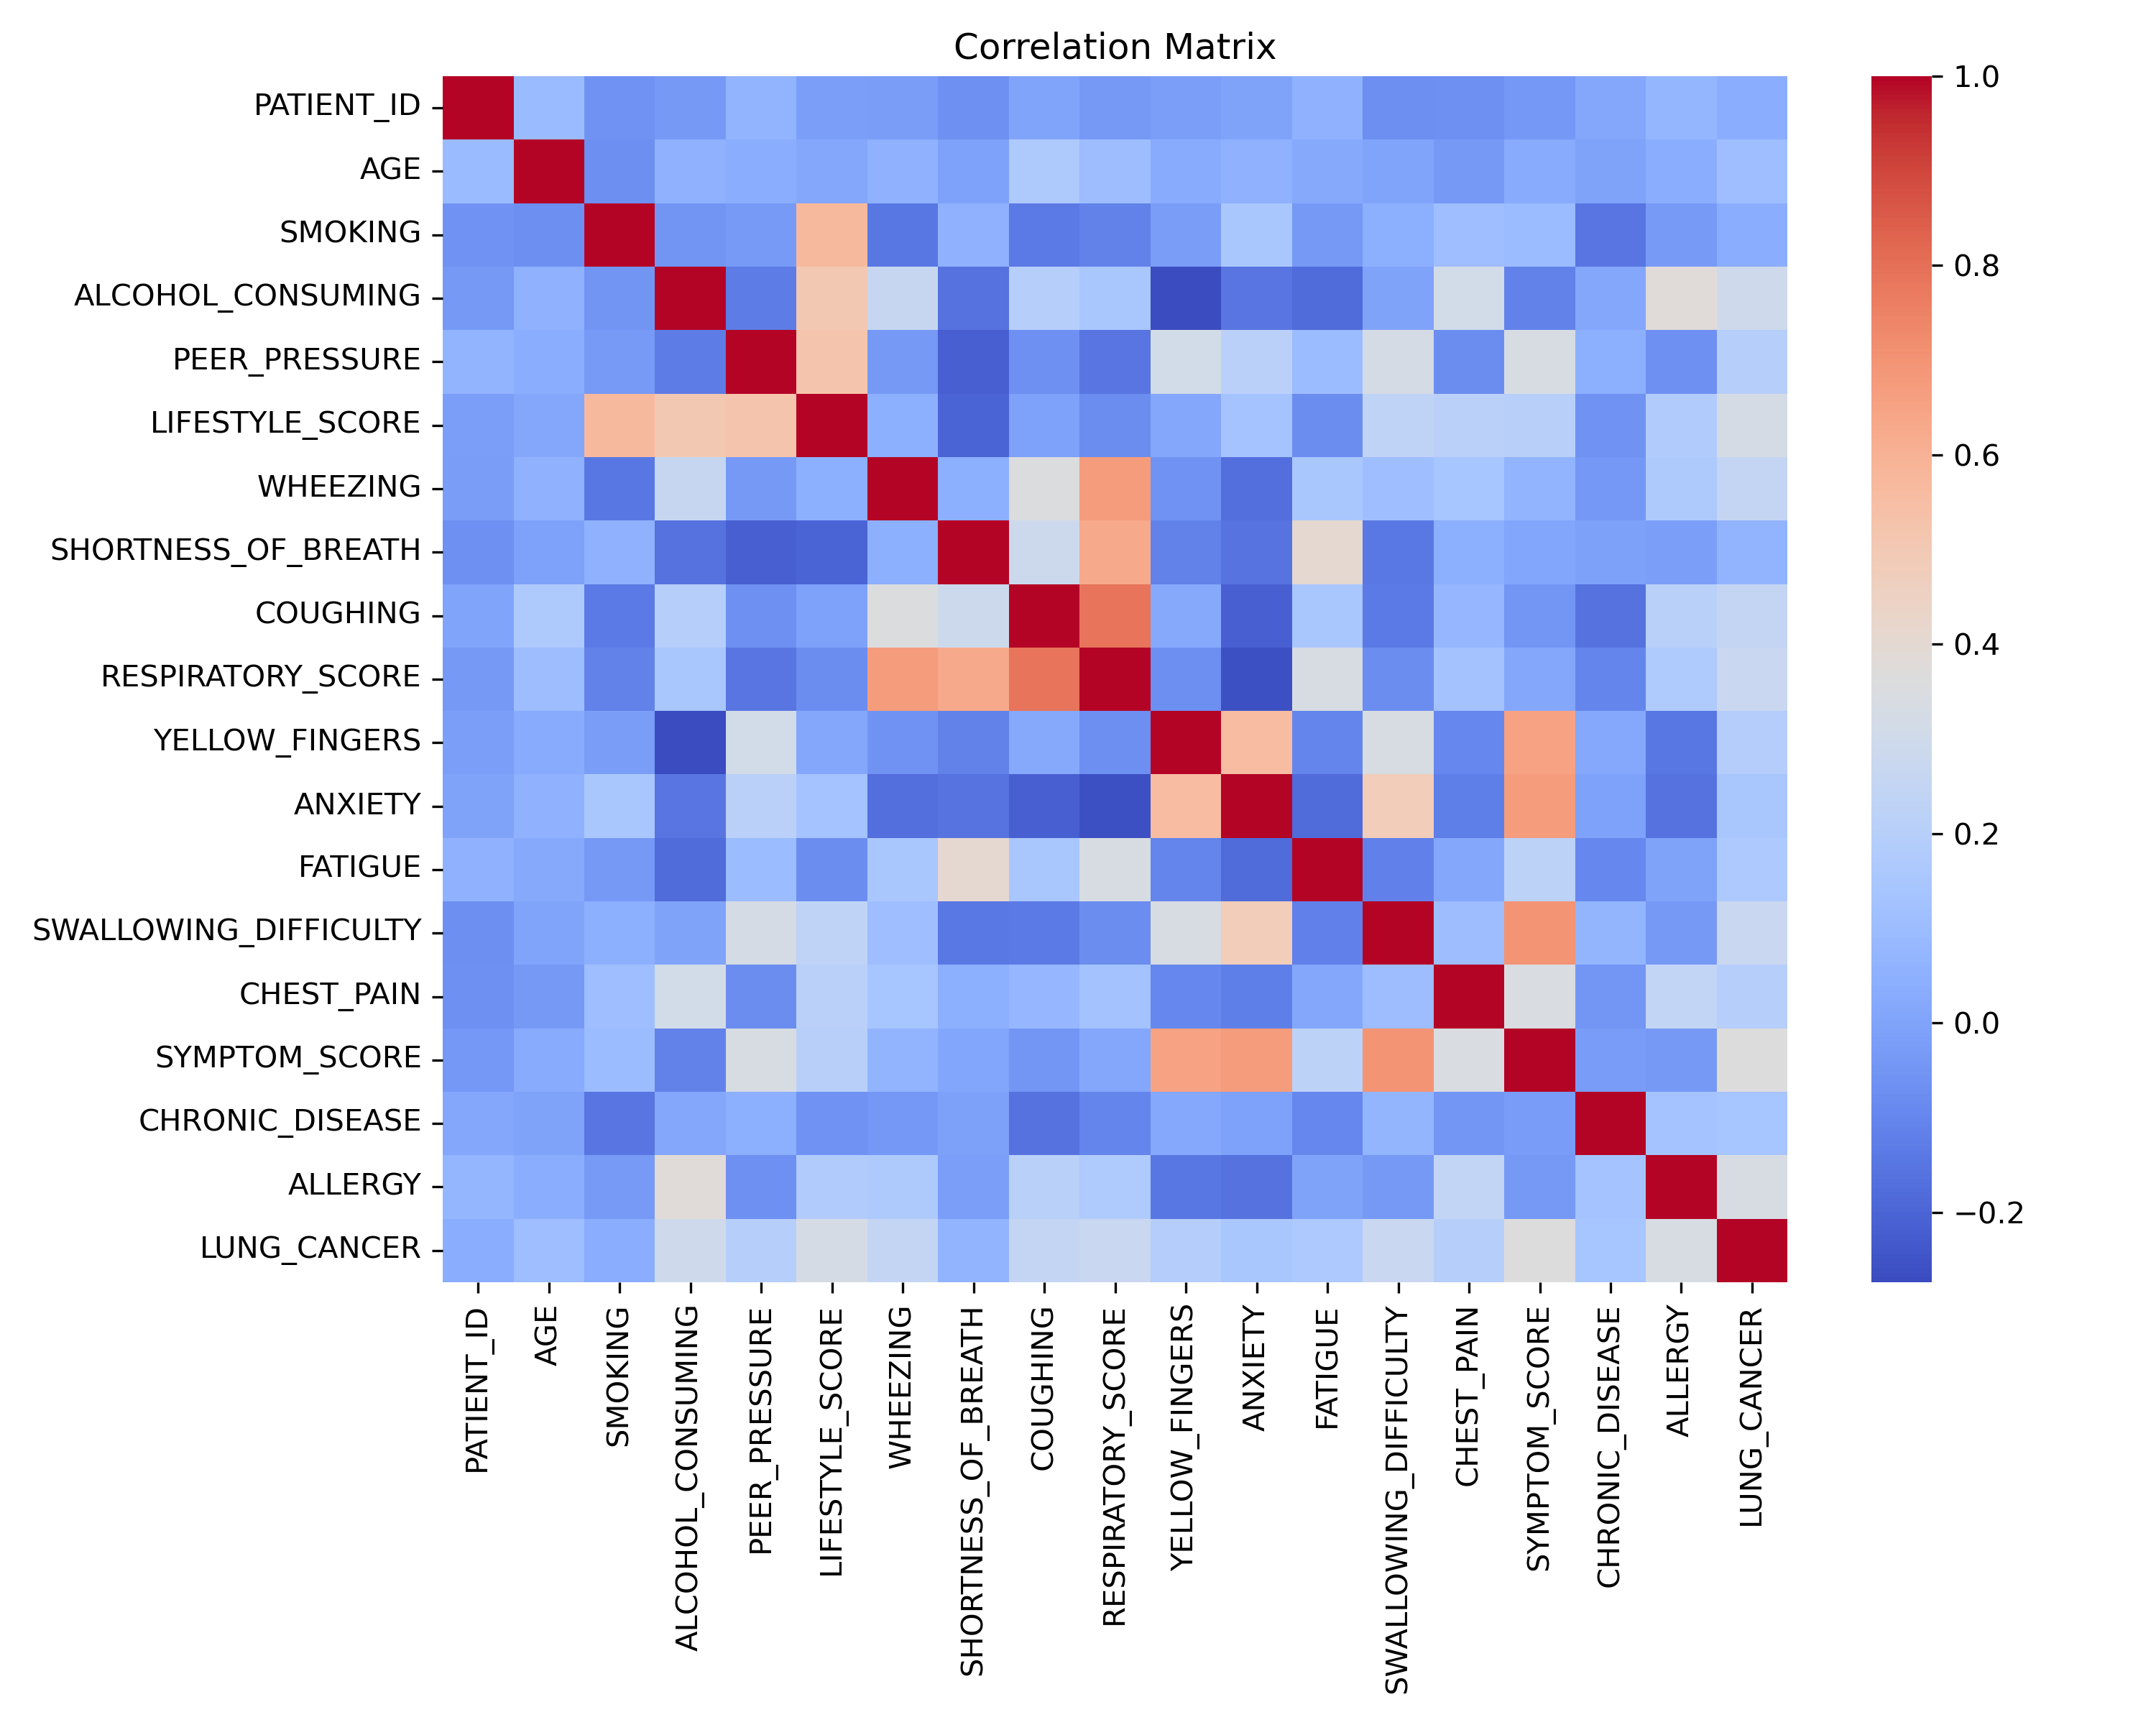 Correlation Matrix
PATIENT_ID
AGE
SMOKING
ALCOHOL_CONSUMING
PEER_PRESSURE
LIFESTYLE_SCORE
WHEEZING
SHORTNESS_OF_BREATH
COUGHING
RESPIRATORY_SCORE
YELLOW_FINGERS
ANXIETY
FATIGUE
SWALLOWING_DIFFICULTY
CHEST_PAIN
SYMPTOM_SCORE
CHRONIC_DISEASE
ALLERGY
LUNG_CANCER
PATIENT_ID
AGE
SMOKING
ALCOHOL_CONSUMING
PEER_PRESSURE
LIFESTYLE_SCORE
WHEEZING
SHORTNESS_OF_BREATH
COUGHING
RESPIRATORY_SCORE
YELLOW_FINGERS
ANXIETY
FATIGUE
SWALLOWING_DIFFICULTY
CHEST_PAIN
SYMPTOM_SCORE
CHRONIC_DISEASE
ALLERGY
LUNG_CANCER
1.0
0.8
0.6
0.4
0.2
0.0
−0.2